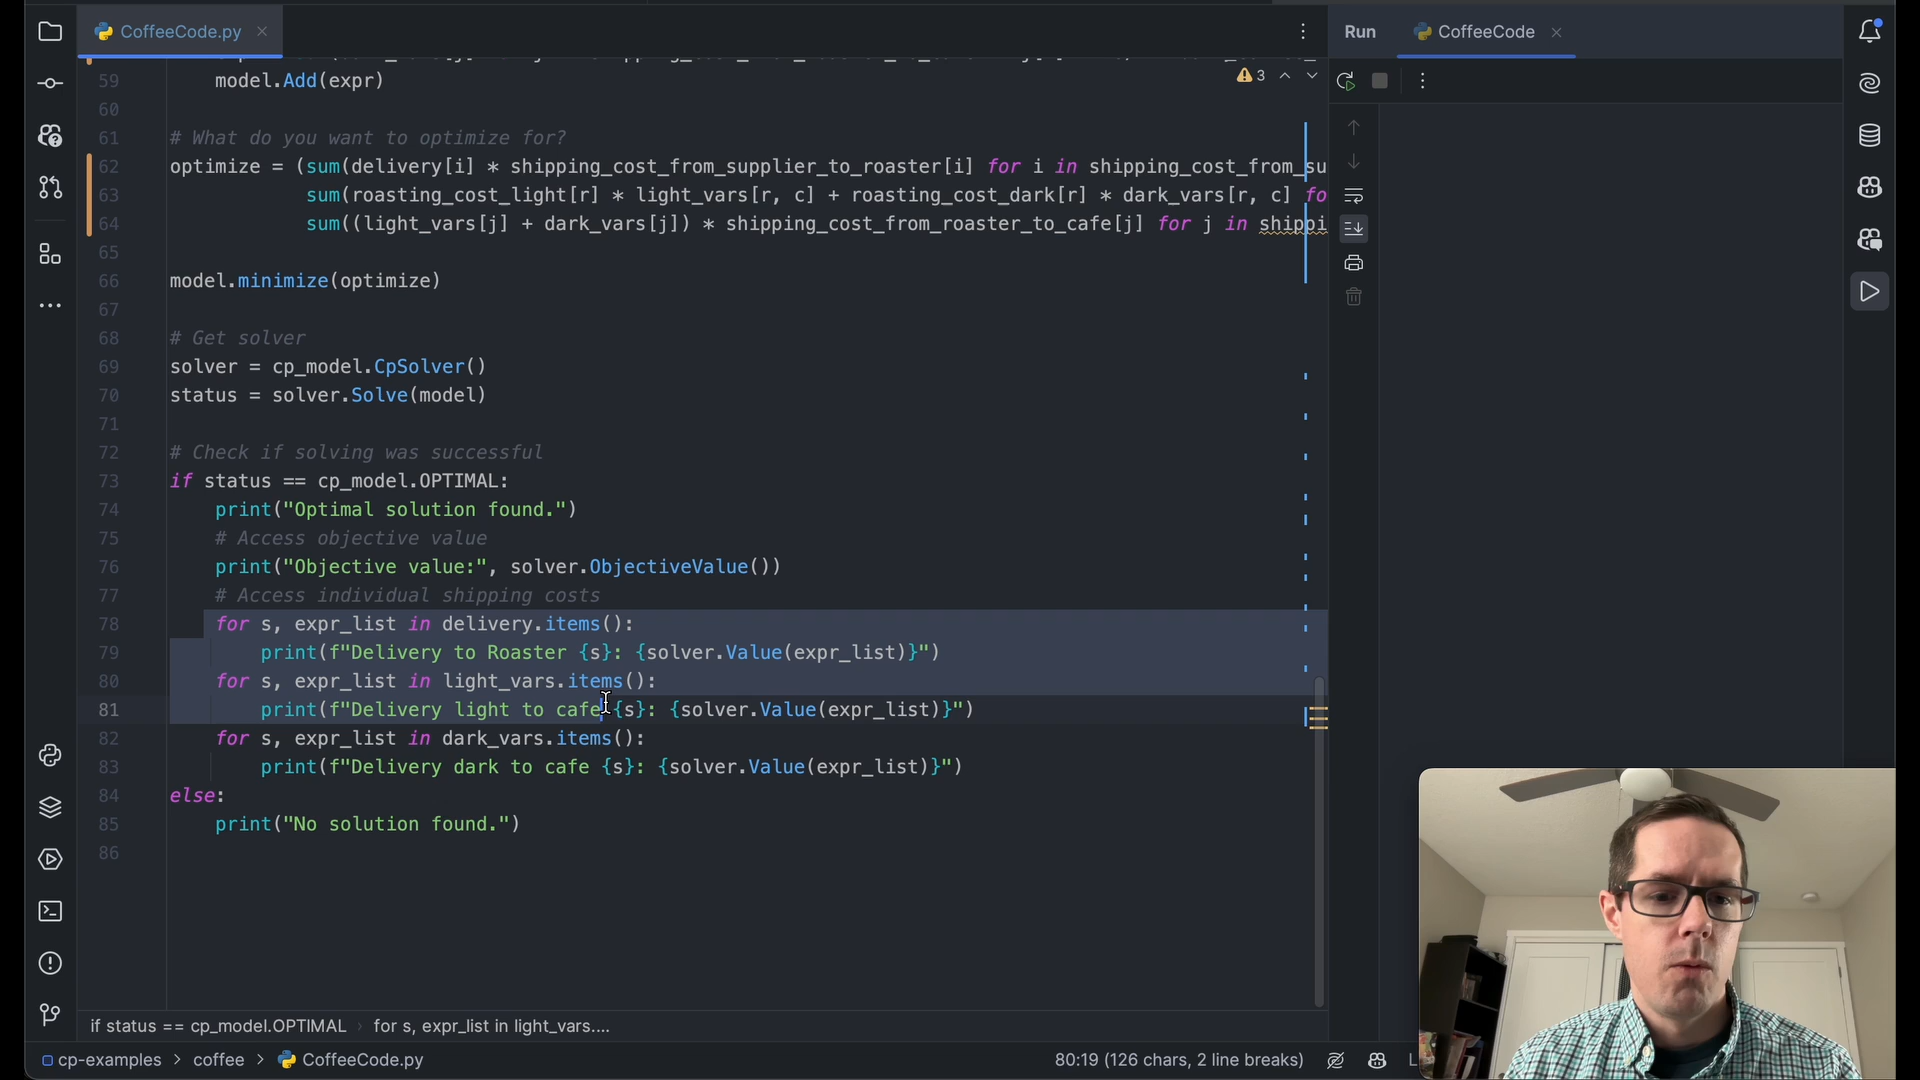 CoffeeCode.py
Run
CoffeeCode
3
59 model.Add(expr)
60
61 # What do you want to optimize for?
62 optimize = (sum(delivery[i] * shipping_cost_from_supplier_to_roaster[i] for i in shipping_cost_from_su
63 sum(roasting_cost_light[r] * light_vars[r, c] + roasting_cost_dark[r] * dark_vars[r, c] fo
64 sum((light_vars[j] + dark_vars[j]) * shipping_cost_from_roaster_to_cafe[j] for j in shippi
65
66 model.minimize(optimize)
67
68 # Get solver
69 solver = cp_model.CpSolver()
70 status = solver.Solve(model)
71
72 # Check if solving was successful
73 if status == cp_model.OPTIMAL:
74 print("Optimal solution found.")
75 # Access objective value
76 print("Objective value:", solver.ObjectiveValue())
77 # Access individual shipping costs
78 for s, expr_list in delivery.items():
79 print(f"Delivery to Roaster {s}: {solver.Value(expr_list)}")
80 for s, expr_list in light_vars.items():
81 print(f"Delivery light to cafe {s}: {solver.Value(expr_list)}")
82 for s, expr_list in dark_vars.items():
83 print(f"Delivery dark to cafe {s}: {solver.Value(expr_list)}")
84 else:
85 print("No solution found.")
86
if status == cp_model.OPTIMAL > for s, expr_list in light_vars....
cp-examples > coffee > CoffeeCode.py
80:19 (126 chars, 2 line breaks)
L